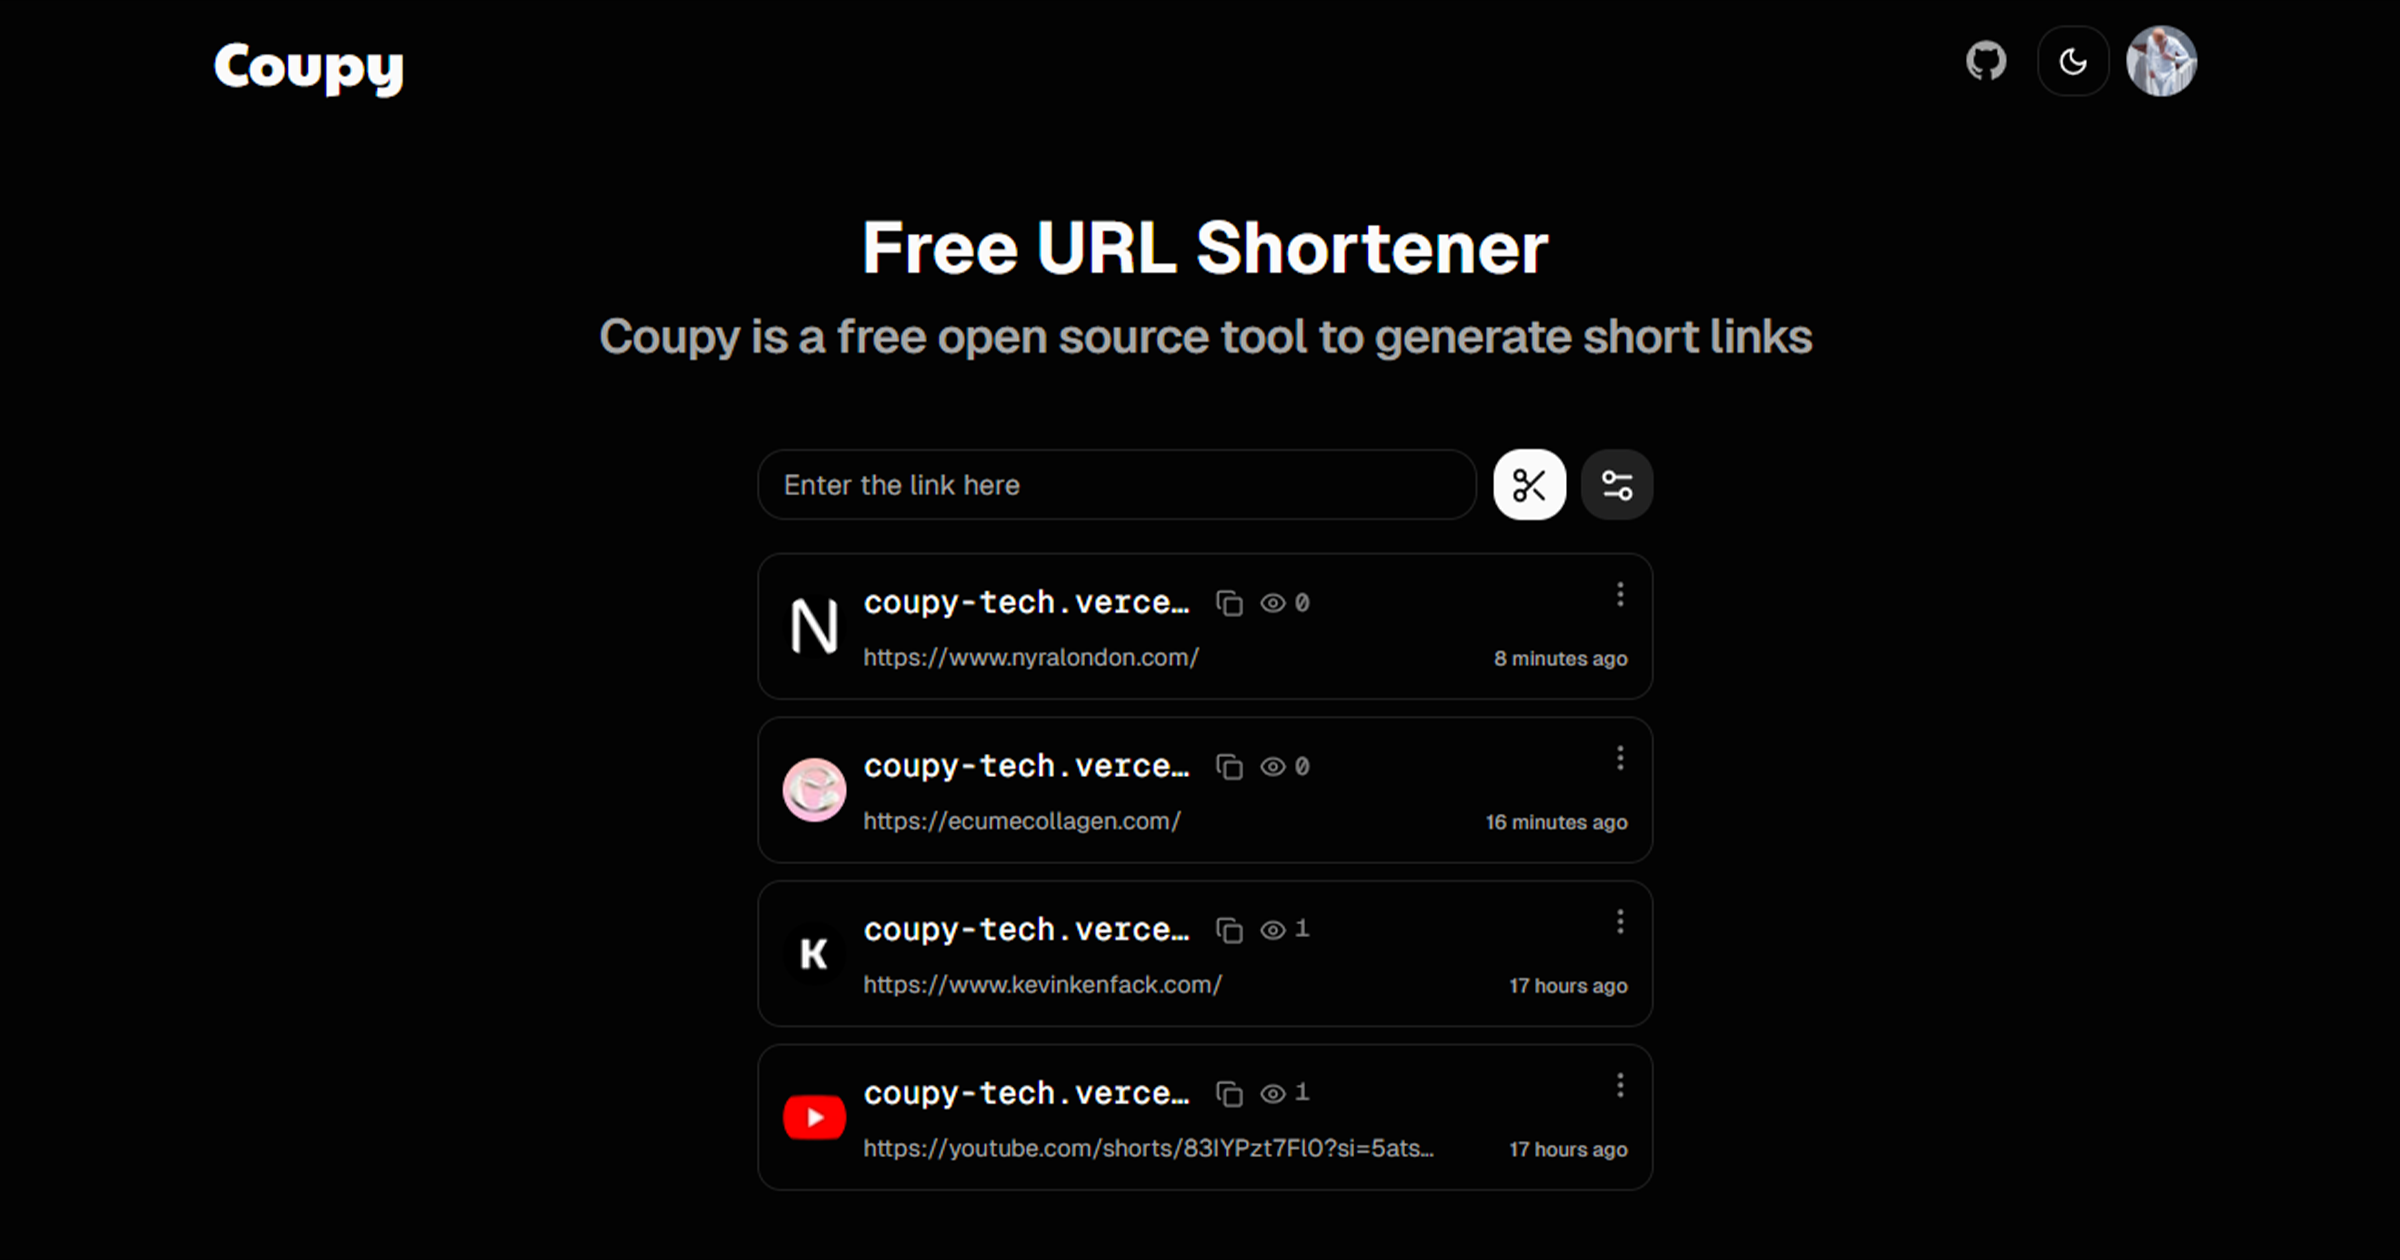 Coupy
Free URL Shortener
Coupy is a free open source tool to generate short links
Enter the link here
N
coupy-tech.verce… 0
https://www.nyralondon.com/
8 minutes ago
coupy-tech.verce… 0
https://ecumecollagen.com/
16 minutes ago
K
coupy-tech.verce… 1
https://www.kevinkenfack.com/
17 hours ago
coupy-tech.verce… 1
https://youtube.com/shorts/83IYPzt7Fl0?si=5ats...
17 hours ago